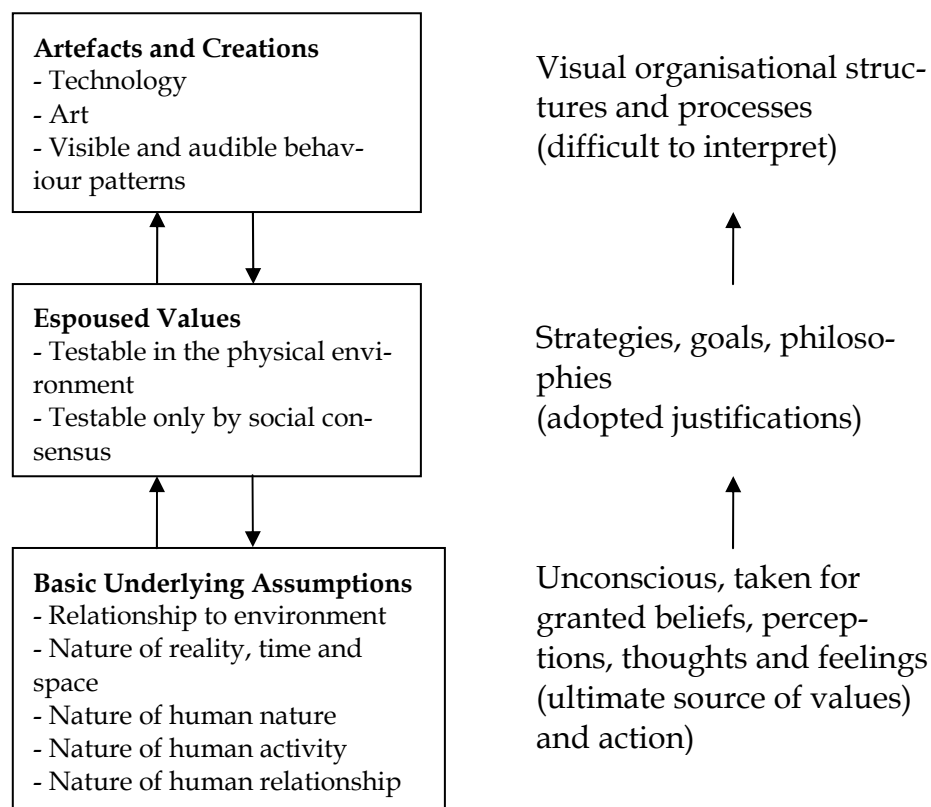 Artefacts and Creations
- Technology
- Art
- Visible and audible behav-
iour patterns
Visual organisational struc-
tures and processes
(difficult to interpret)
Espoused Values
- Testable in the physical envi-
ronment
- Testable only by social con-
sensus
Strategies, goals, philoso-
phies
(adopted justifications)
Basic Underlying Assumptions
- Relationship to environment
- Nature of reality, time and
space
- Nature of human nature
- Nature of human activity
- Nature of human relationship
Unconscious, taken for
granted beliefs, percep-
tions, thoughts and feelings
(ultimate source of values)
and action)